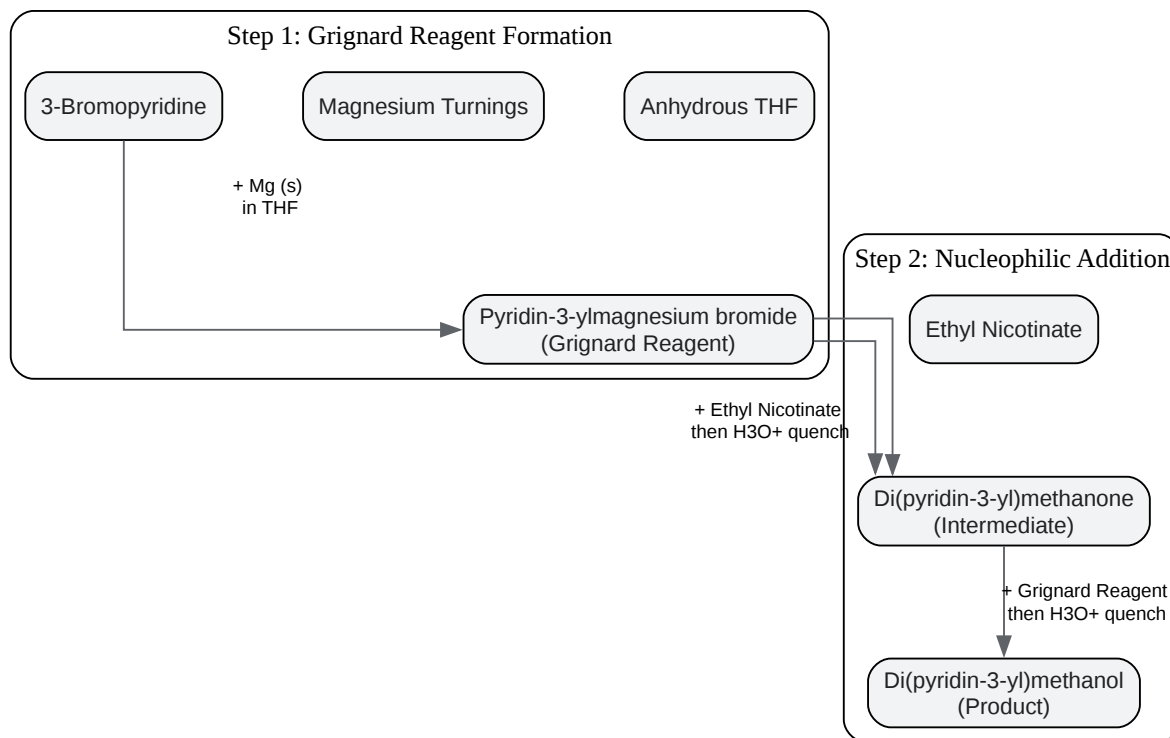 Step 1: Grignard Reagent Formation
3-Bromopyridine
Magnesium Turnings
Anhydrous THF
+ Mg (s)
in THF
Pyridin-3-ylmagnesium bromide
(Grignard Reagent)
Step 2: Nucleophilic Addition
Ethyl Nicotinate
+ Ethyl Nicotinate
then H3O+ quench
Di(pyridin-3-yl)methanone
(Intermediate)
+ Grignard Reagent
then H3O+ quench
Di(pyridin-3-yl)methanol
(Product)